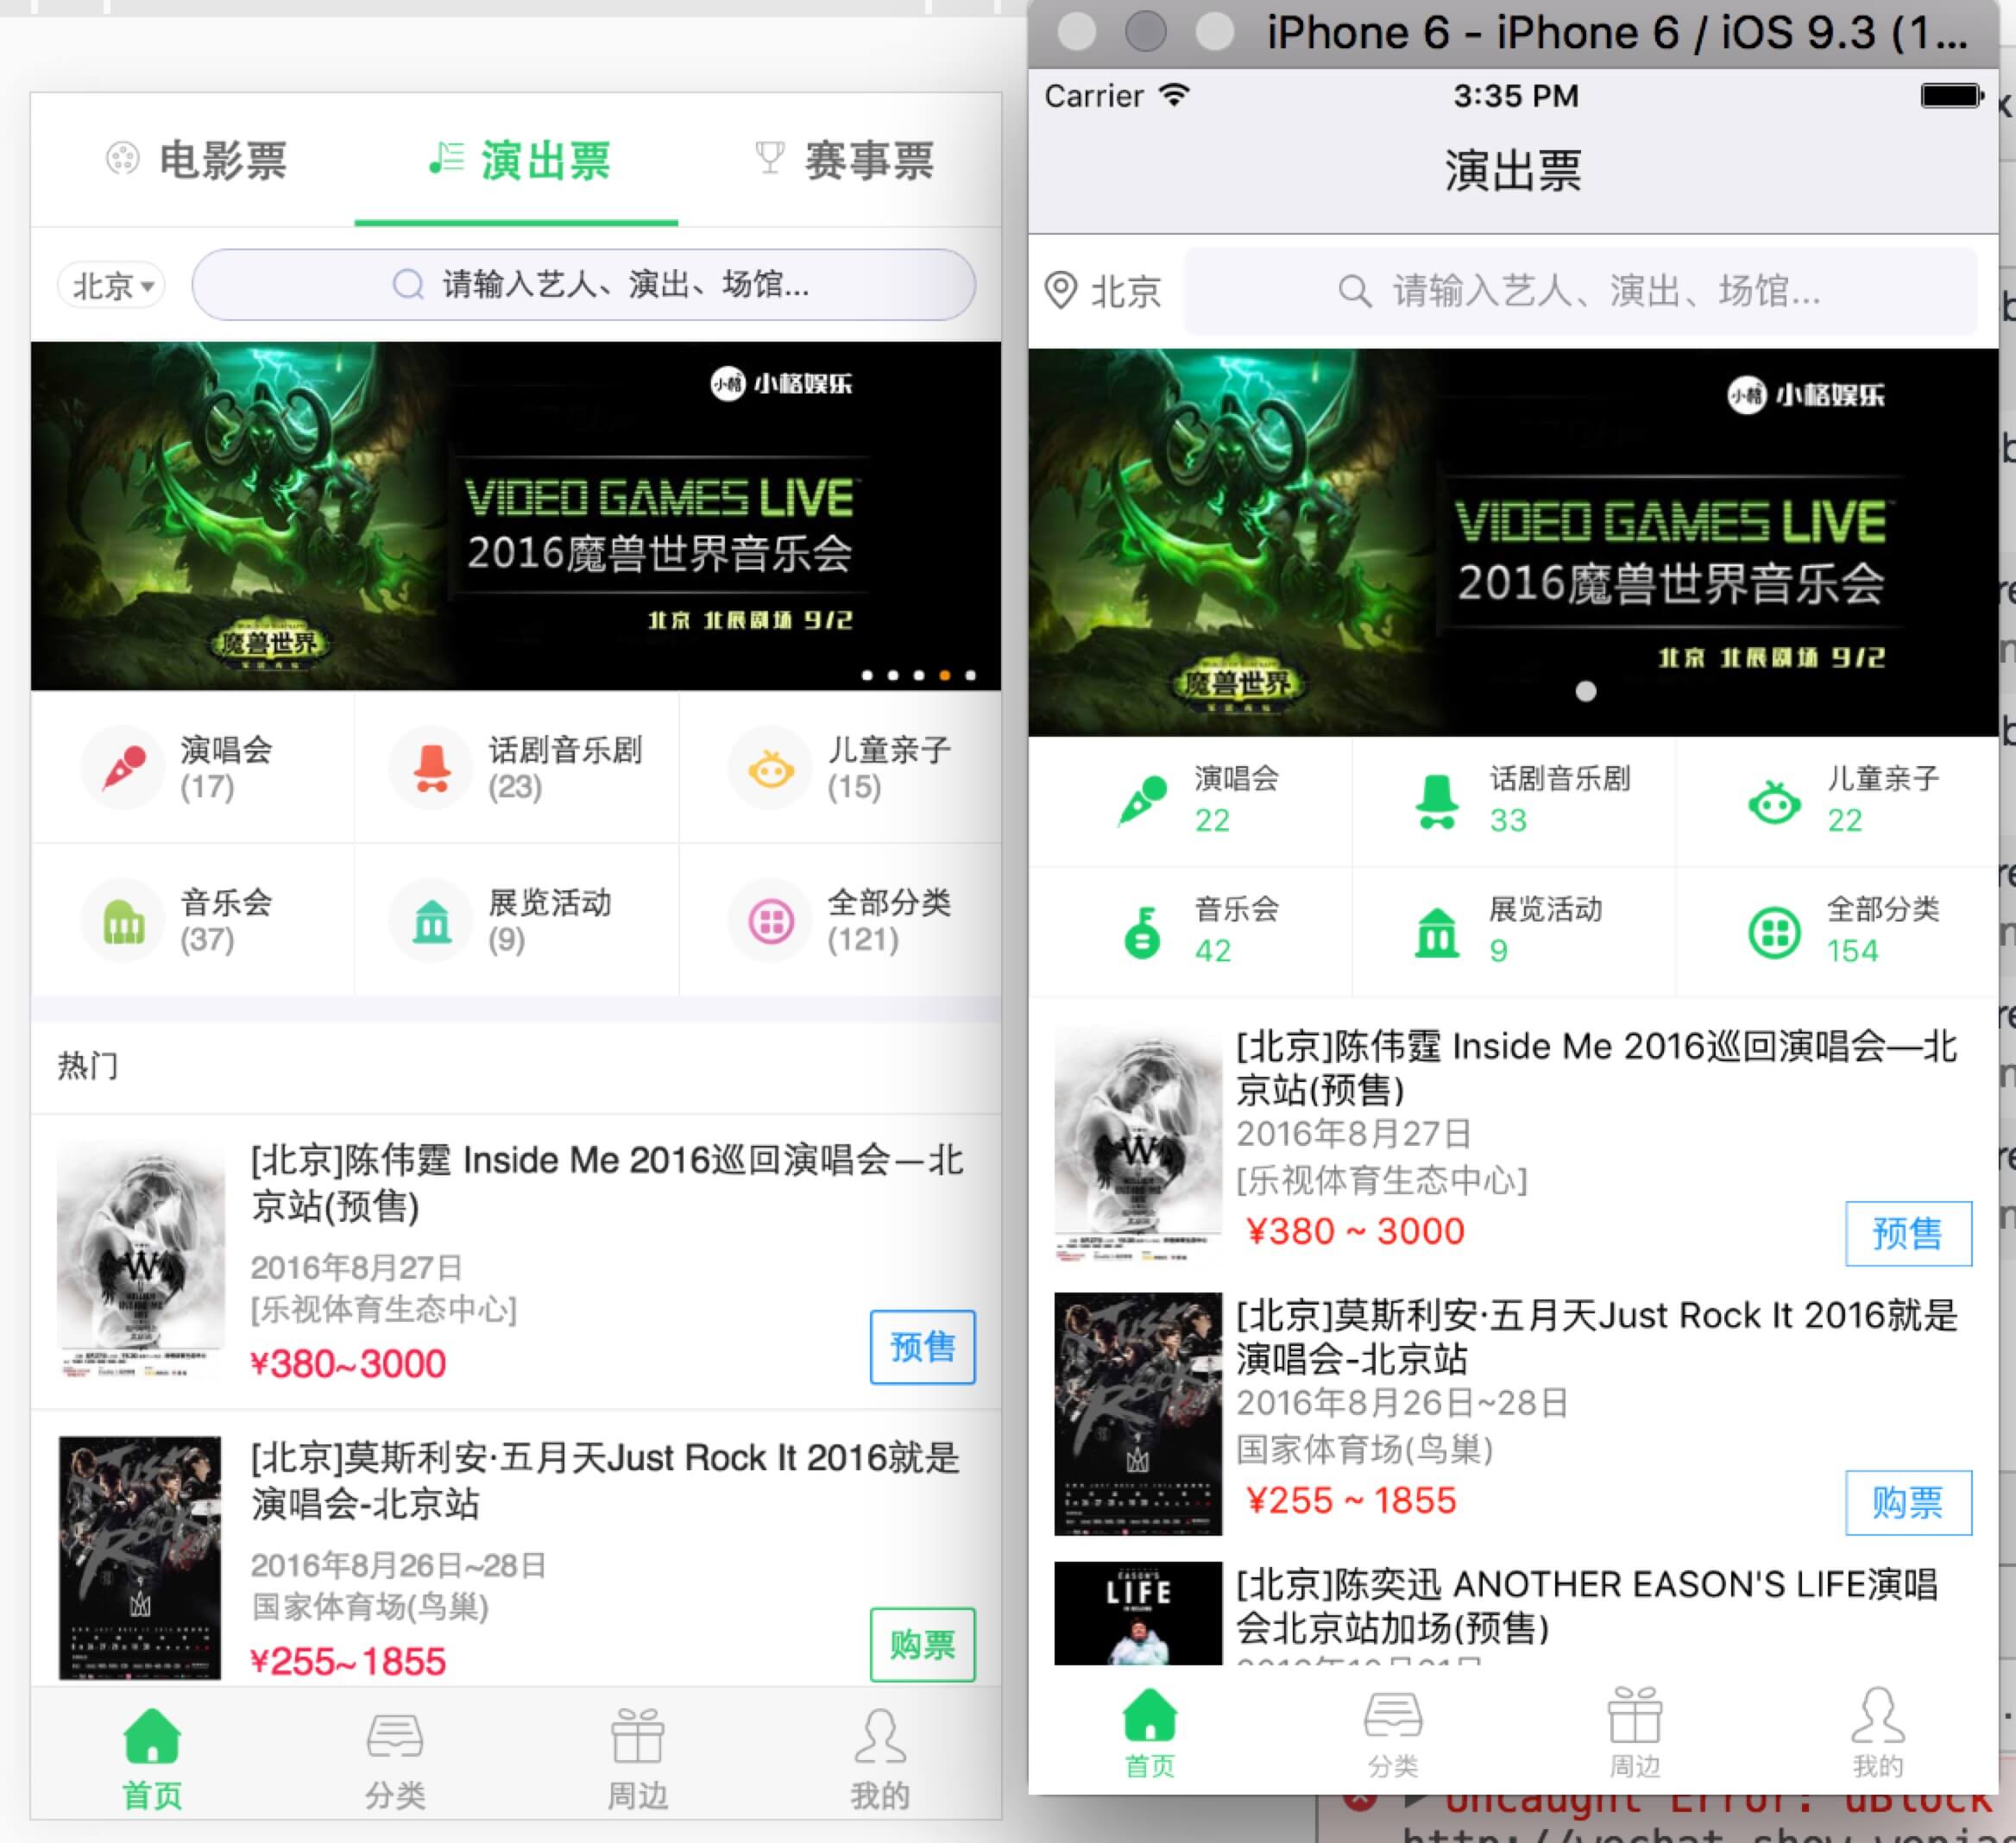 电影票
演出票
赛事票
北京
请输入艺人、演出、场馆...
小格 小格娱乐
VIDEO GAMES LIVE
2016魔兽世界音乐会
北京 北展剧场 9/2
魔兽世界
演唱会
(17)
话剧音乐剧
(23)
儿童亲子
(15)
音乐会
(37)
展览活动
(9)
全部分类
(121)
热门
[北京]陈伟霆 Inside Me 2016巡回演唱会—北
京站(预售)
2016年8月27日
[乐视体育生态中心]
¥380~3000
预售
[北京]莫斯利安·五月天Just Rock It 2016就是
演唱会-北京站
2016年8月26日~28日
国家体育场(鸟巢)
¥255~1855
购票
JUST
ROCK
首页
分类
周边
我的
iPhone 6 - iPhone 6 / iOS 9.3 (1...
Carrier
3:35 PM
演出票
北京
请输入艺人、演出、场馆...
小格 小格娱乐
VIDEO GAMES LIVE
2016魔兽世界音乐会
北京 北展剧场 9/2
魔兽世界
演唱会
22
话剧音乐剧
33
儿童亲子
22
音乐会
42
展览活动
9
全部分类
154
[北京]陈伟霆 Inside Me 2016巡回演唱会—北
京站(预售)
2016年8月27日
[乐视体育生态中心]
¥380 ~ 3000
预售
[北京]莫斯利安·五月天Just Rock It 2016就是
演唱会-北京站
2016年8月26日~28日
国家体育场(鸟巢)
¥255 ~ 1855
购票
JUST
ROCK
EASON'S
LIFE
[北京]陈奕迅 ANOTHER EASON'S LIFE演唱
会北京站加场(预售)
首页
分类
周边
我的
Uncaught Error: uBlock